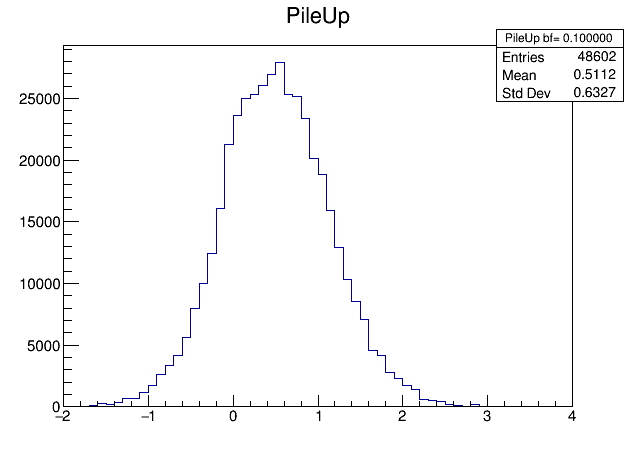 PileUp
PileUp bf= 0.100000
Entries 48602
Mean 0.5112
Std Dev 0.6327
25000
20000
15000
10000
5000
0
−2 −1 0 1 2 3 4